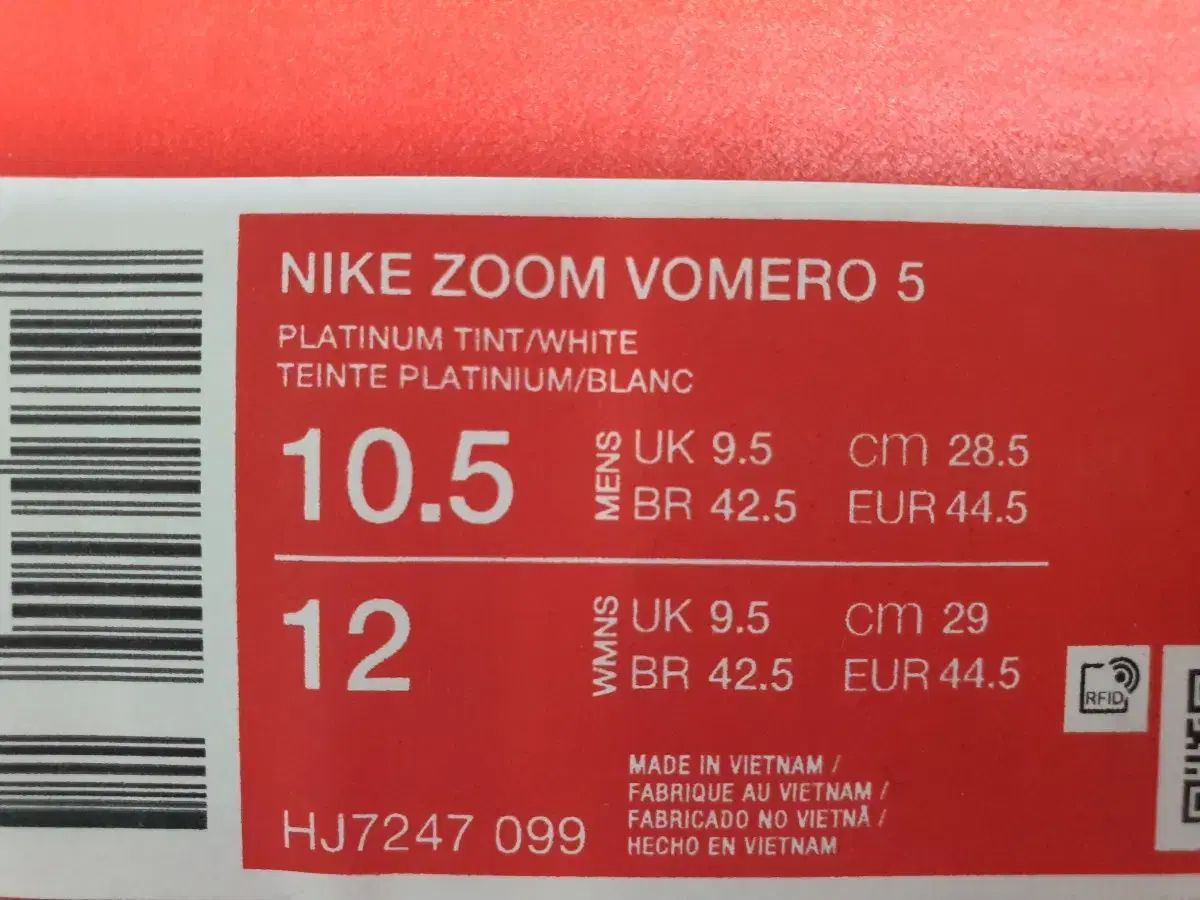 NIKE ZOOM VOMERO 5
PLATINUM TINT/WHITE
TEINTE PLATINIUM/BLANC
10.5 MENS UK 9.5 cm 28.5
BR 42.5 EUR 44.5
12 WMNS UK 9.5 cm 29
BR 42.5 EUR 44.5
RFID
HJ7247 099
MADE IN VIETNAM /
FABRIQUE AU VIETNAM /
FABRICADO NO VIETNÃ /
HECHO EN VIETNAM